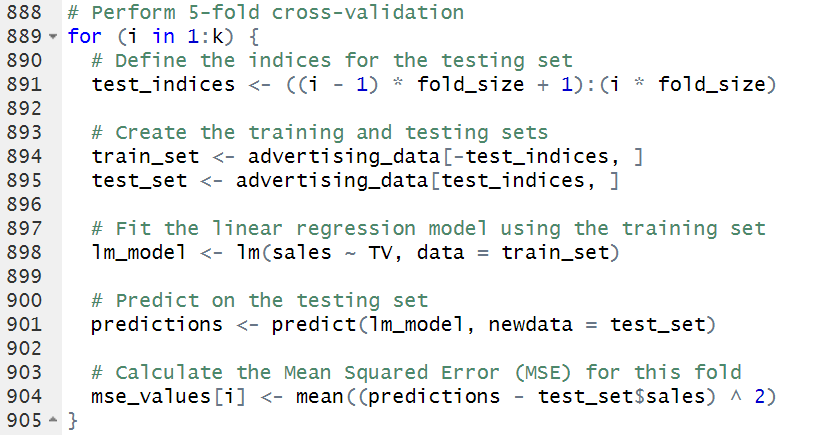 888 # Perform 5-fold cross-validation
889 for (i in 1:k) {
890   # Define the indices for the testing set
891   test_indices <- ((i - 1) * fold_size + 1):(i * fold_size)
892
893   # Create the training and testing sets
894   train_set <- advertising_data[-test_indices, ]
895   test_set <- advertising_data[test_indices, ]
896
897   # Fit the linear regression model using the training set
898   lm_model <- lm(sales ~ TV, data = train_set)
899
900   # Predict on the testing set
901   predictions <- predict(lm_model, newdata = test_set)
902
903   # Calculate the Mean Squared Error (MSE) for this fold
904   mse_values[i] <- mean((predictions - test_set$sales) ^ 2)
905 }